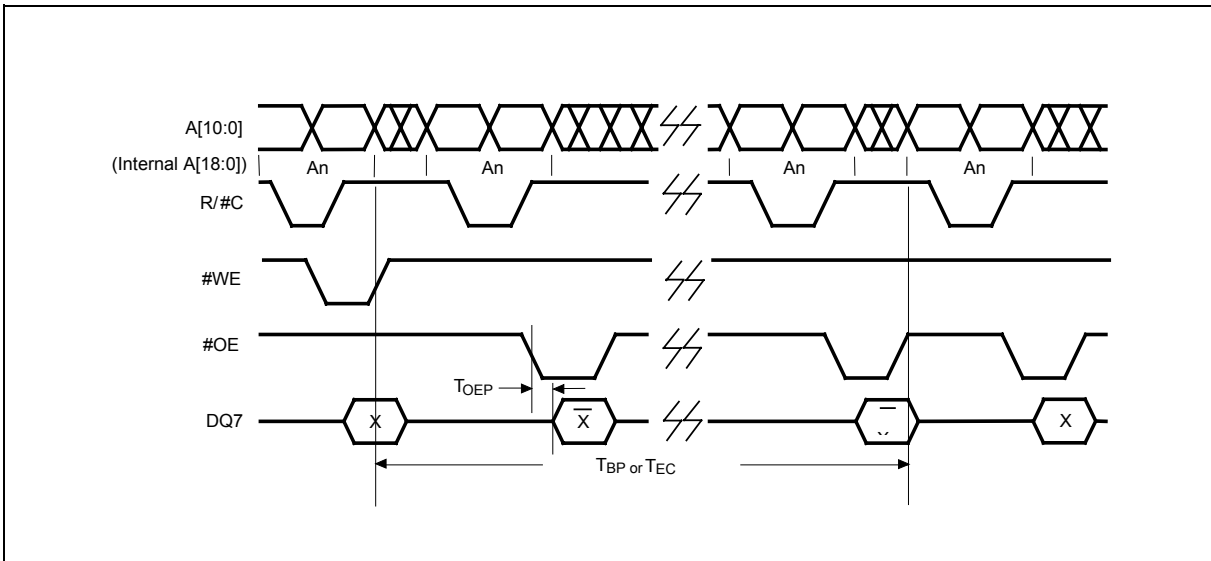 A[10:0]
(Internal A[18:0])
An An An An
R/#C
#WE
#OE
TOEP
DQ7
X X̅ X
TBP or TEC